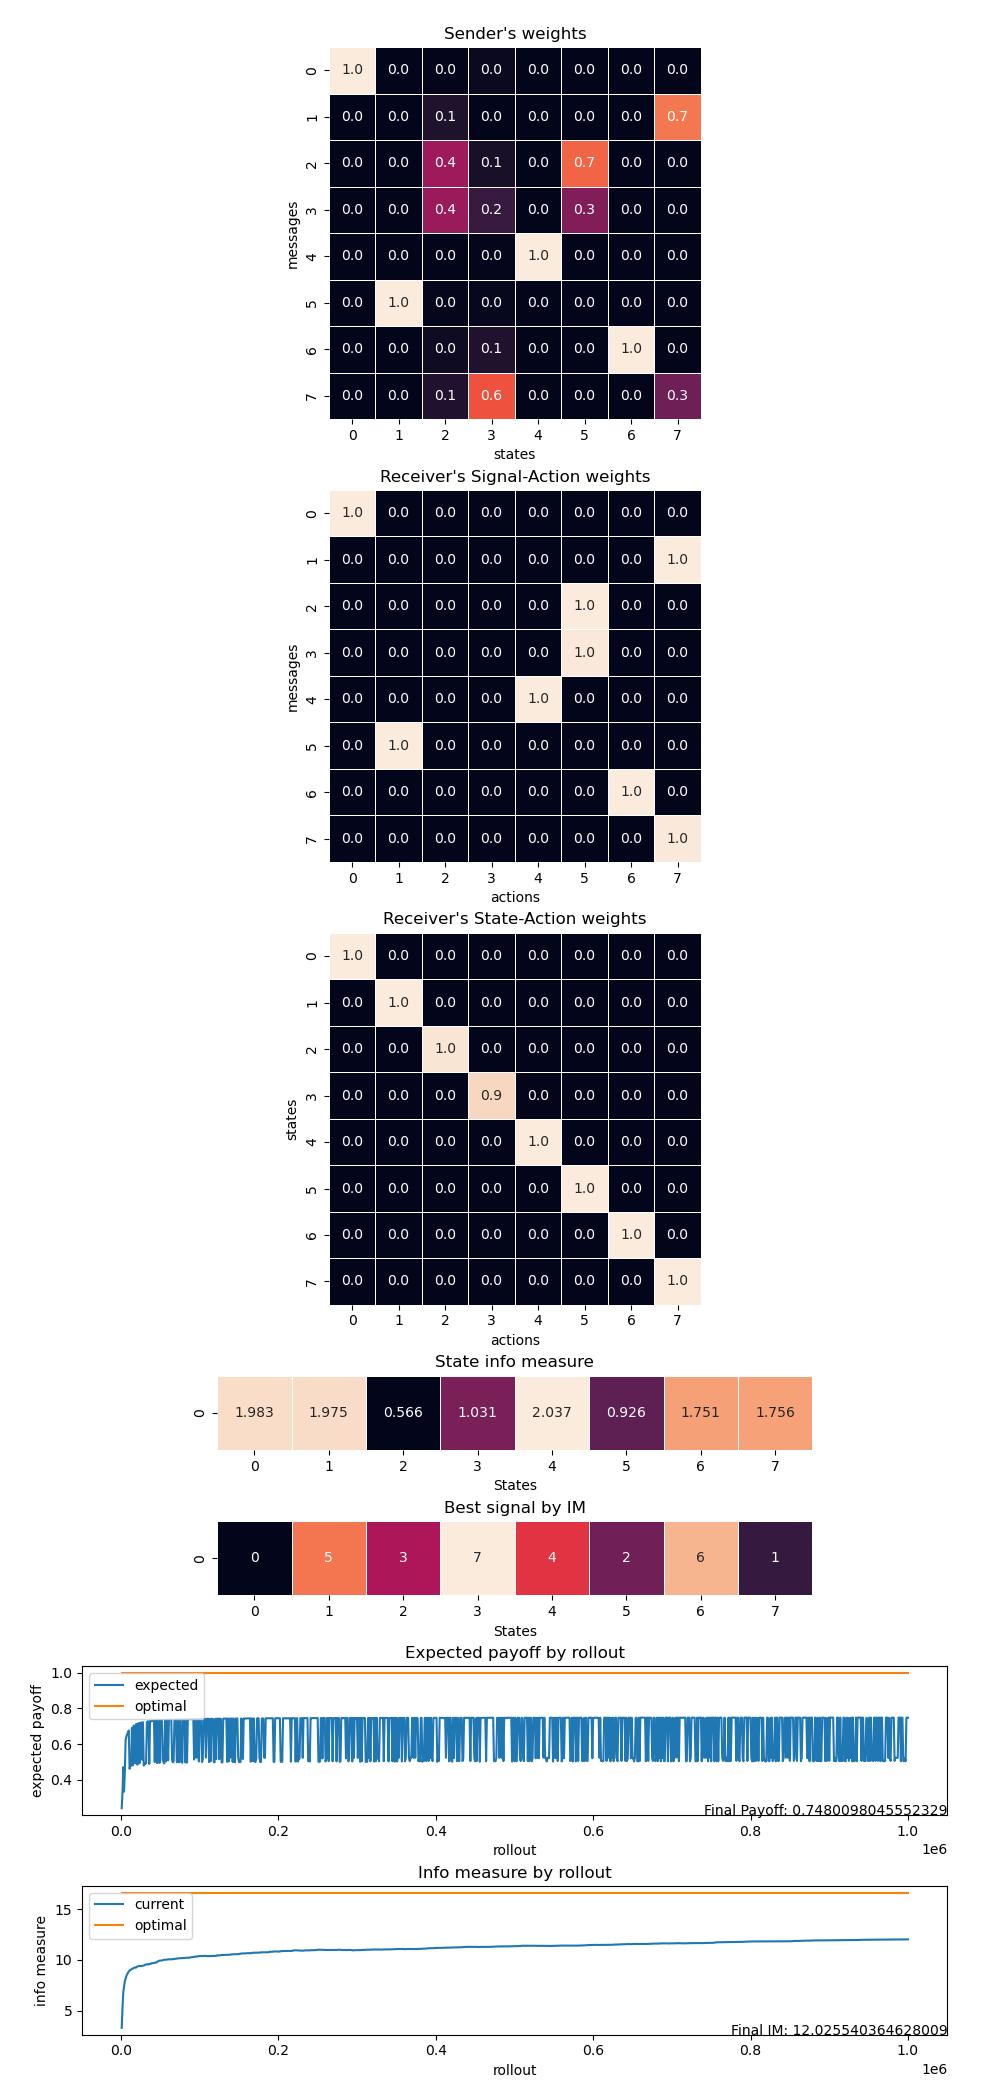 Sender's weights
0 1.0 0.0 0.0 0.0 0.0 0.0 0.0 0.0
1 0.0 0.0 0.1 0.0 0.0 0.0 0.0 0.7
2 0.0 0.0 0.4 0.1 0.0 0.7 0.0 0.0
3 0.0 0.0 0.4 0.2 0.0 0.3 0.0 0.0
messages
4 0.0 0.0 0.0 0.0 1.0 0.0 0.0 0.0
5 0.0 1.0 0.0 0.0 0.0 0.0 0.0 0.0
6 0.0 0.0 0.0 0.1 0.0 0.0 1.0 0.0
7 0.0 0.0 0.1 0.6 0.0 0.0 0.0 0.3
0 1 2 3 4 5 6 7
states
Receiver's Signal-Action weights
0 1.0 0.0 0.0 0.0 0.0 0.0 0.0 0.0
1 0.0 0.0 0.0 0.0 0.0 0.0 0.0 1.0
2 0.0 0.0 0.0 0.0 0.0 1.0 0.0 0.0
3 0.0 0.0 0.0 0.0 0.0 1.0 0.0 0.0
messages
4 0.0 0.0 0.0 0.0 1.0 0.0 0.0 0.0
5 0.0 1.0 0.0 0.0 0.0 0.0 0.0 0.0
6 0.0 0.0 0.0 0.0 0.0 0.0 1.0 0.0
7 0.0 0.0 0.0 0.0 0.0 0.0 0.0 1.0
0 1 2 3 4 5 6 7
actions
Receiver's State-Action weights
0 1.0 0.0 0.0 0.0 0.0 0.0 0.0 0.0
1 0.0 1.0 0.0 0.0 0.0 0.0 0.0 0.0
2 0.0 0.0 1.0 0.0 0.0 0.0 0.0 0.0
3 0.0 0.0 0.0 0.9 0.0 0.0 0.0 0.0
states
4 0.0 0.0 0.0 0.0 1.0 0.0 0.0 0.0
5 0.0 0.0 0.0 0.0 0.0 1.0 0.0 0.0
6 0.0 0.0 0.0 0.0 0.0 0.0 1.0 0.0
7 0.0 0.0 0.0 0.0 0.0 0.0 0.0 1.0
0 1 2 3 4 5 6 7
actions
State info measure
0 1.983 1.975 0.566 1.031 2.037 0.926 1.751 1.756
0 1 2 3 4 5 6 7
States
Best signal by IM
0 0 5 3 7 4 2 6 1
0 1 2 3 4 5 6 7
States
Expected payoff by rollout
expected payoff
1.0
0.8
0.6
0.4
expected
optimal
Final Payoff: 0.7480098045552329
0.0 0.2 0.4 0.6 0.8 1.0
rollout
1e6
Info measure by rollout
info measure
15
10
5
current
optimal
Final IM: 12.025540364628009
0.0 0.2 0.4 0.6 0.8 1.0
rollout
1e6